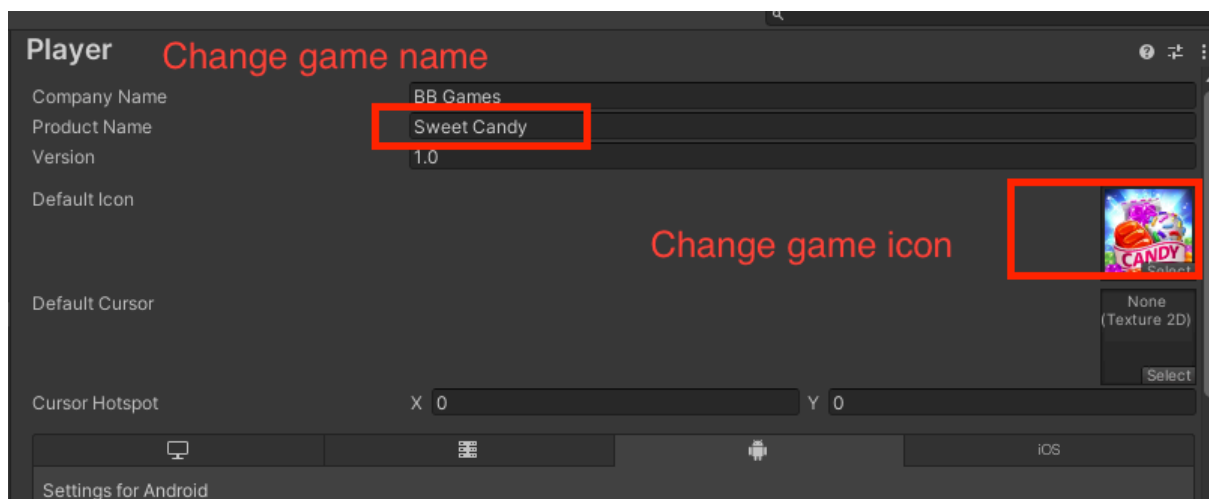 Player
Change game name
Company Name BB Games
Product Name Sweet Candy
Version 1.0
Default Icon
CANDY
Select
Change game icon
Default Cursor
None
(Texture 2D)
Select
Cursor Hotspot X 0 Y 0
iOS
Settings for Android